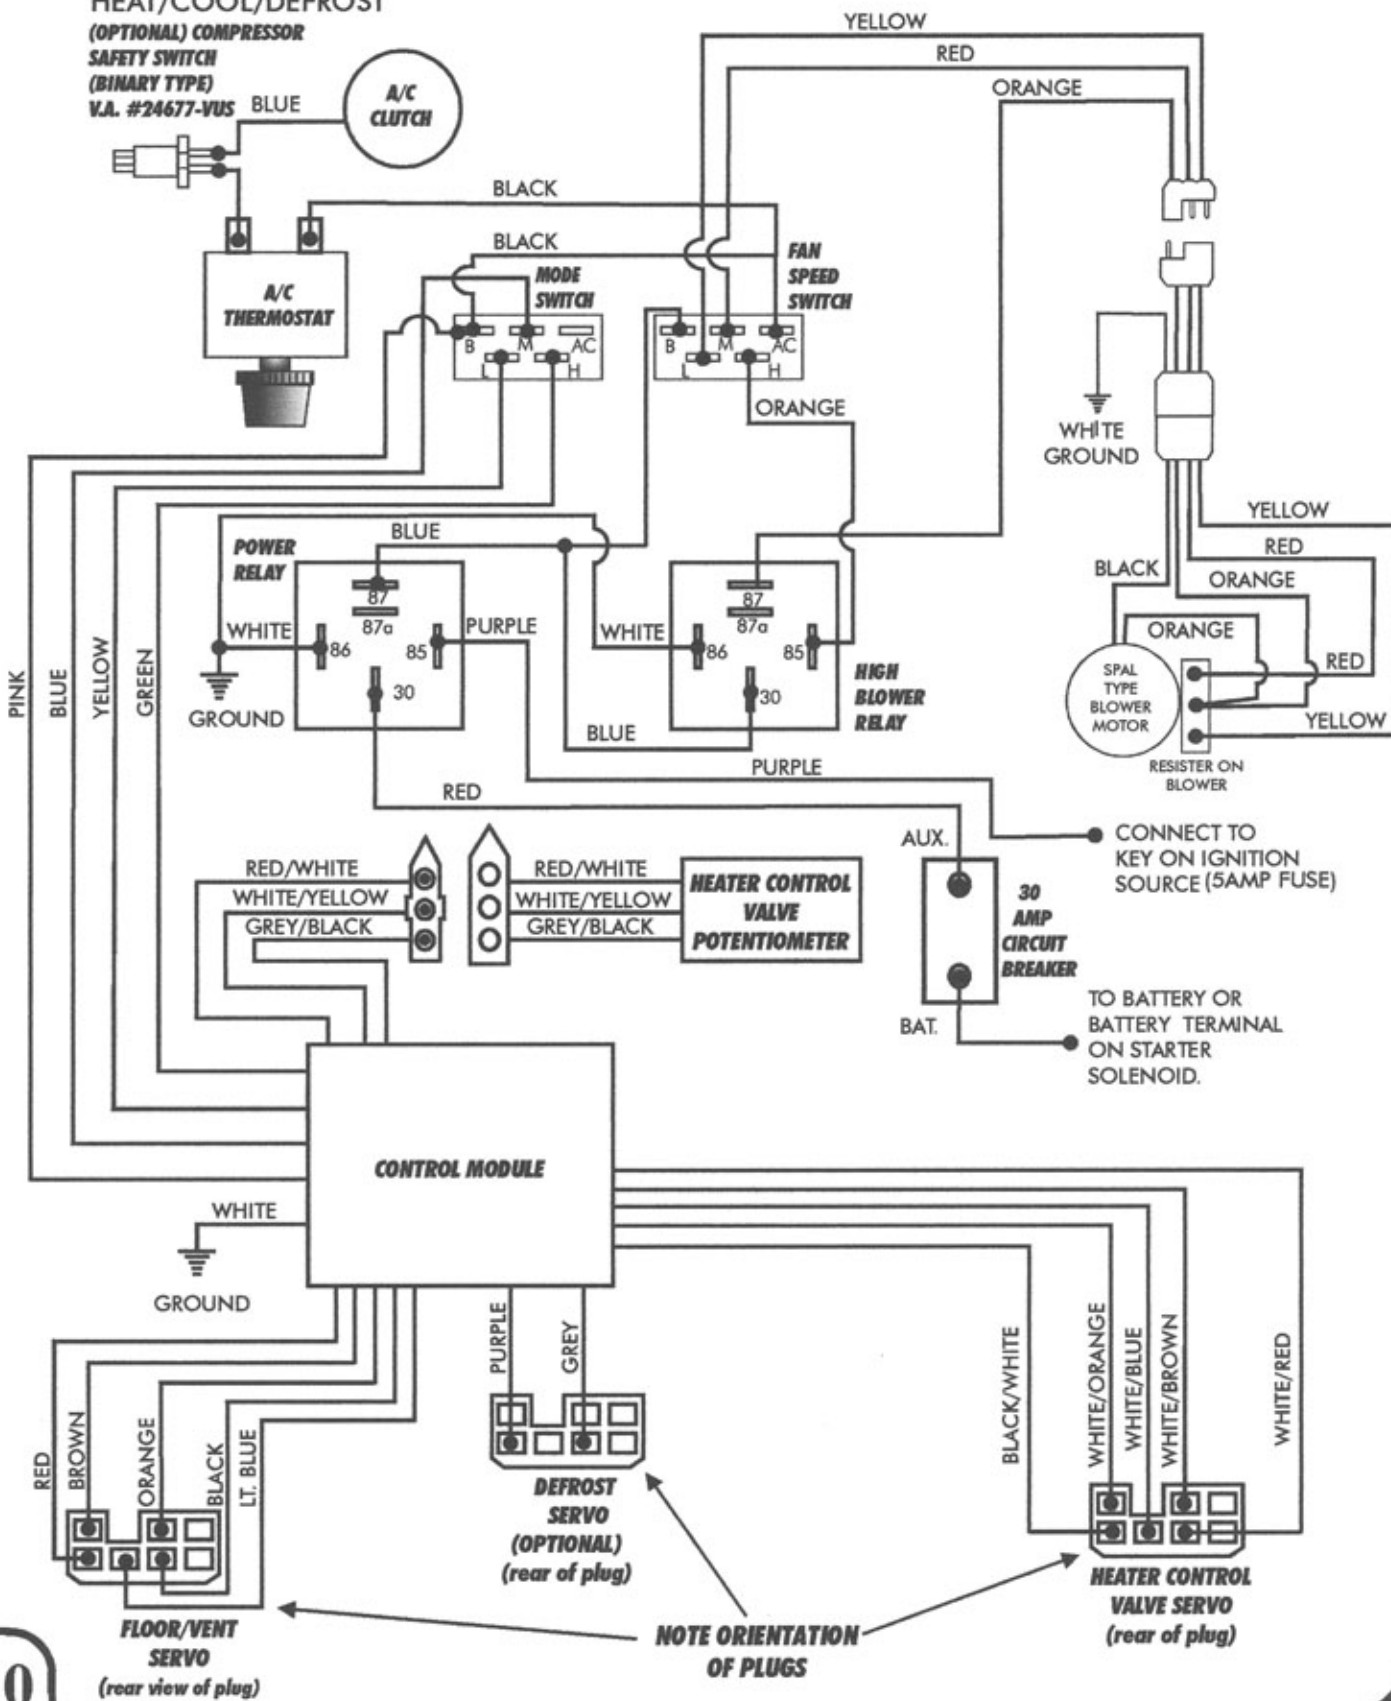 HEAT/COOL/DEFROST
(OPTIONAL) COMPRESSOR
SAFETY SWITCH
(BINARY TYPE)
V.A. #24677-VUS
BLUE
A/C
CLUTCH
YELLOW
RED
ORANGE
BLACK
BLACK
A/C
THERMOSTAT
MODE
SWITCH
B
M
AC
L
H
FAN
SPEED
SWITCH
B
M
AC
L
H
ORANGE
WHITE
GROUND
YELLOW
RED
BLACK
ORANGE
ORANGE
RED
YELLOW
SPAL
TYPE
BLOWER
MOTOR
RESISTER ON
BLOWER
POWER
RELAY
BLUE
87
87a
86
85
30
WHITE
GROUND
PURPLE
WHITE
87
87a
86
85
30
HIGH
BLOWER
RELAY
BLUE
PURPLE
RED
PINK
BLUE
YELLOW
GREEN
AUX.
CONNECT TO
KEY ON IGNITION
SOURCE (5AMP FUSE)
30
AMP
CIRCUIT
BREAKER
BAT.
TO BATTERY OR
BATTERY TERMINAL
ON STARTER
SOLENOID.
RED/WHITE
WHITE/YELLOW
GREY/BLACK
RED/WHITE
WHITE/YELLOW
GREY/BLACK
HEATER CONTROL
VALVE
POTENTIOMETER
CONTROL MODULE
WHITE
GROUND
RED
BROWN
ORANGE
BLACK
LT. BLUE
PURPLE
GREY
BLACK/WHITE
WHITE/ORANGE
WHITE/BLUE
WHITE/BROWN
WHITE/RED
DEFROST
SERVO
(OPTIONAL)
(rear of plug)
HEATER CONTROL
VALVE SERVO
(rear of plug)
FLOOR/VENT
SERVO
(rear view of plug)
NOTE ORIENTATION
OF PLUGS
0